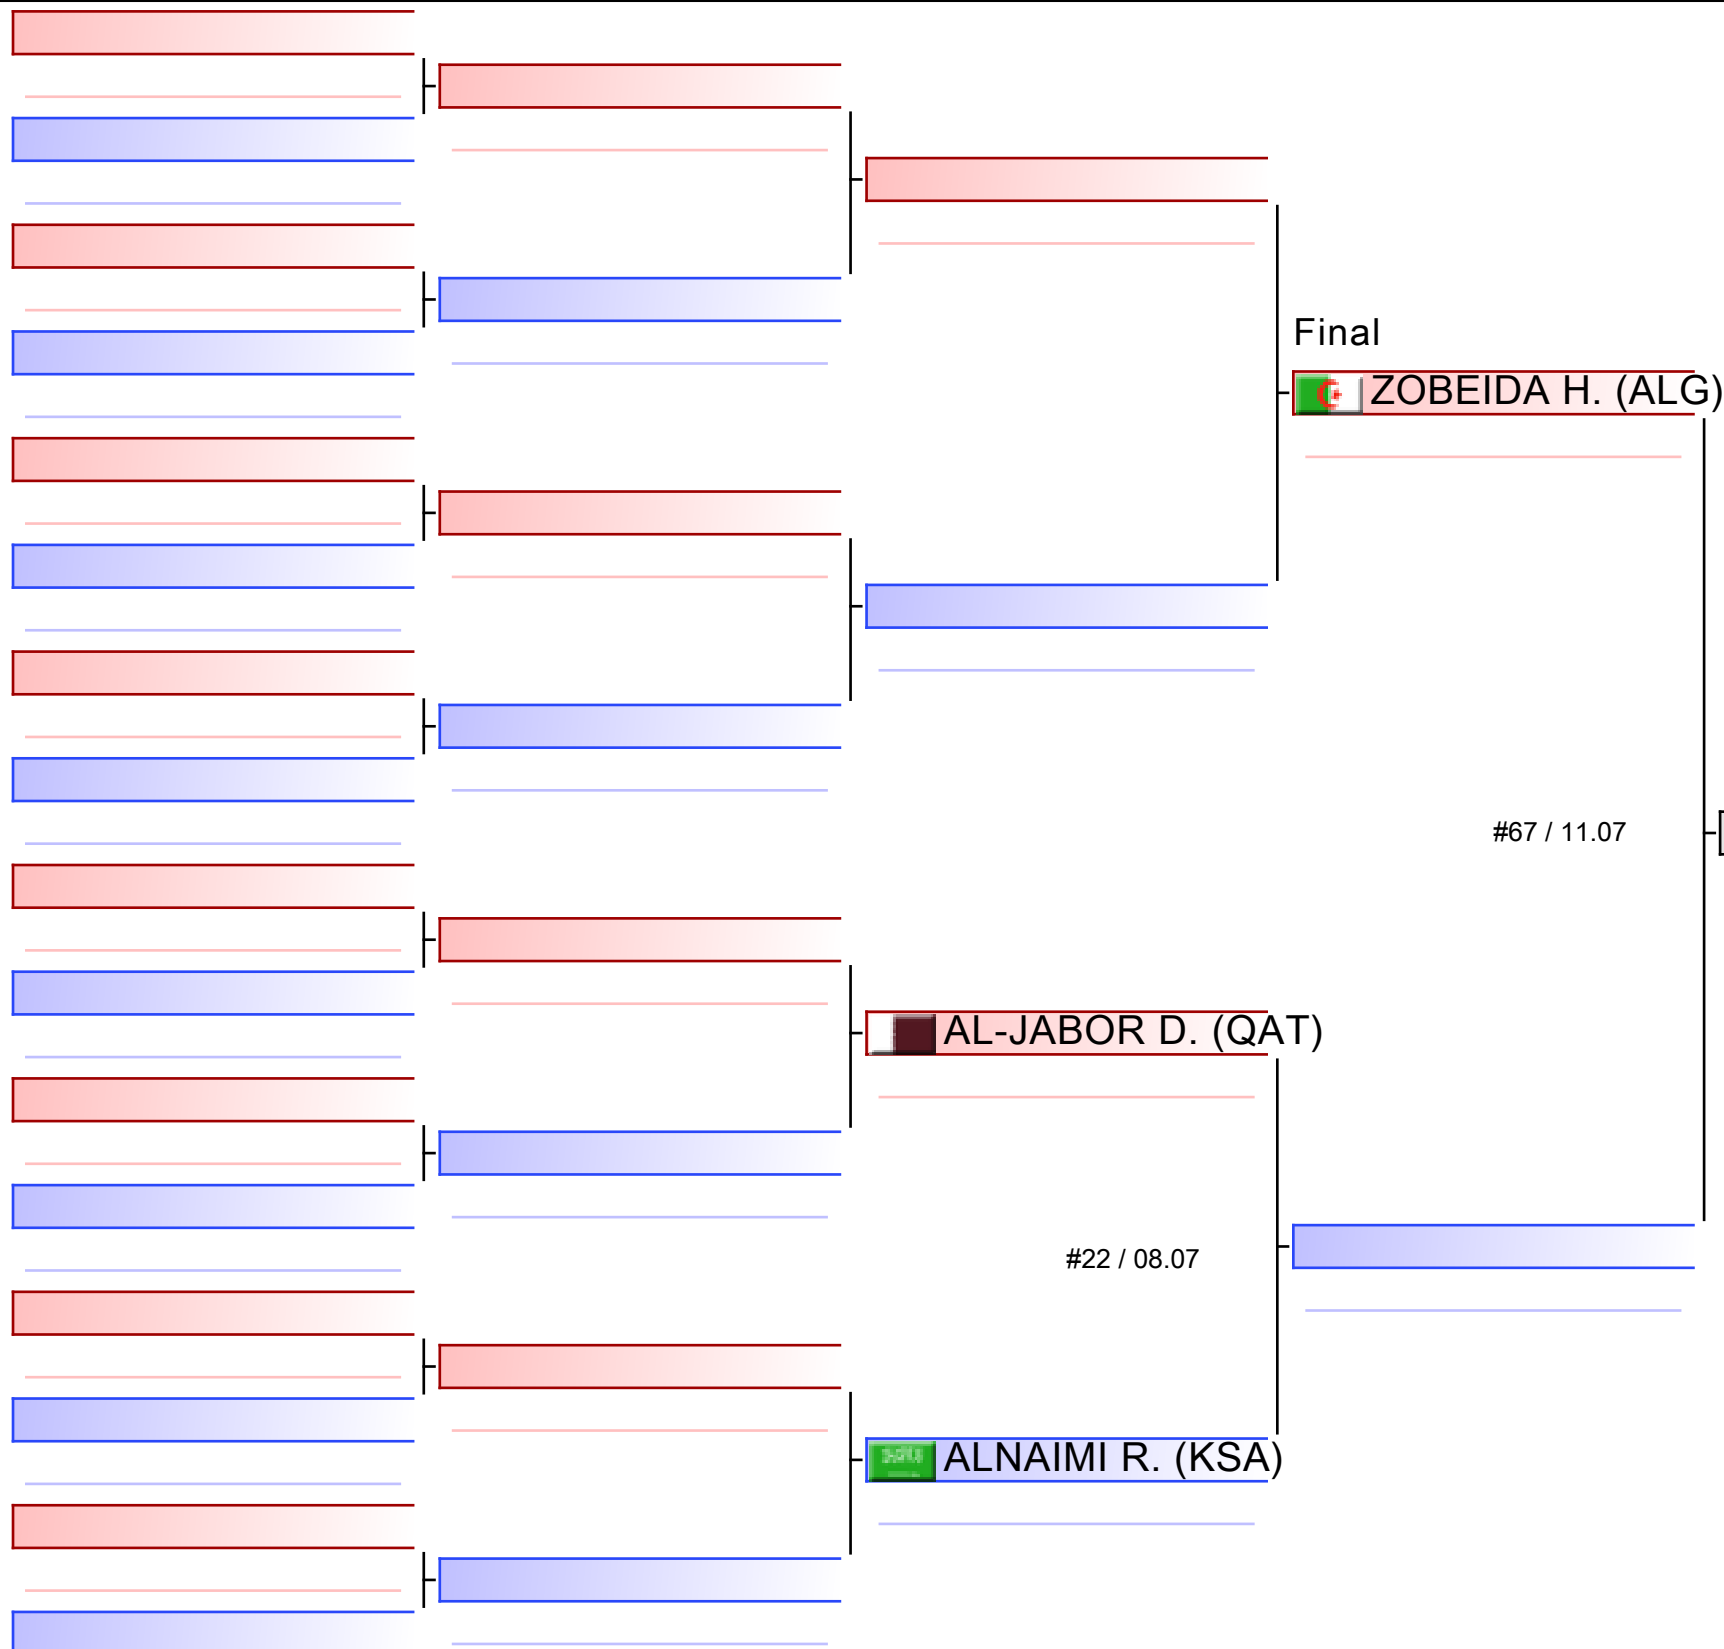 Final
ZOBEIDA H. (ALG)
#67 / 11.07
AL-JABOR D. (QAT)
#22 / 08.07
ALNAIMI R. (KSA)